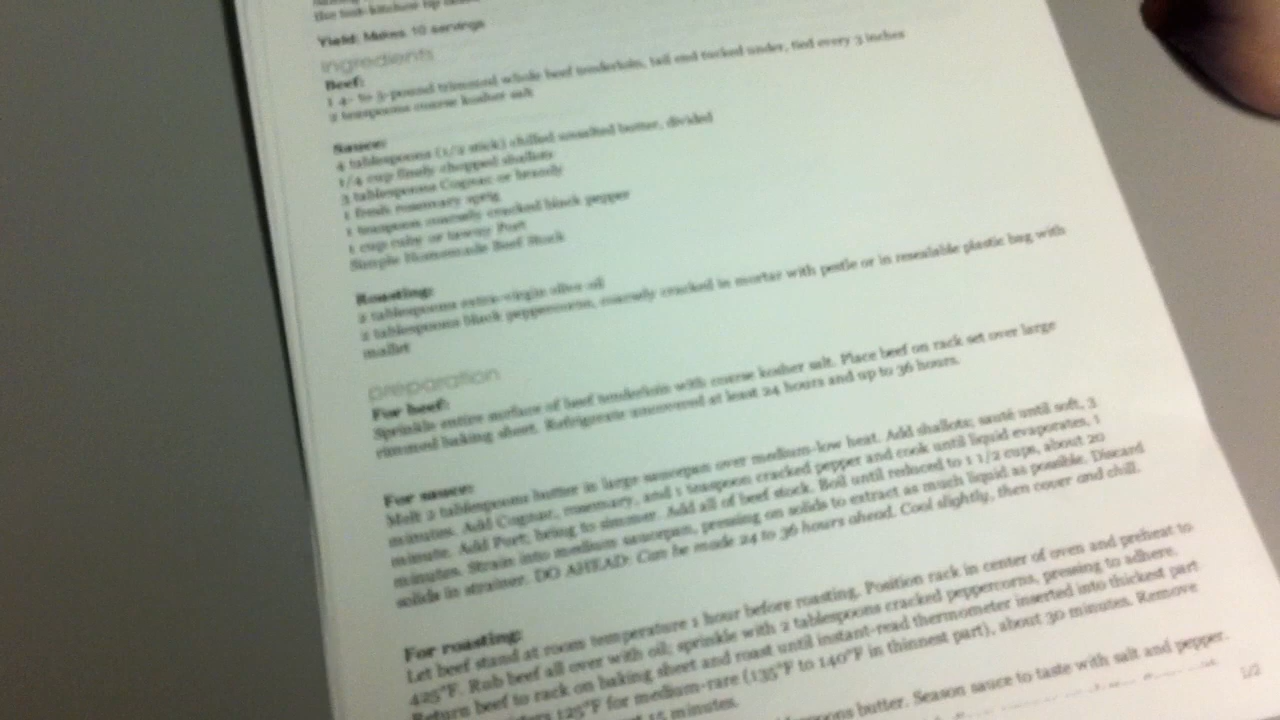 the test-kitchen tip
Yield: Makes 10 servings
ingredients
Beef:
1 4- to 5-pound trimmed whole beef tenderloin, tail end tucked under, tied every 3 inches
2 teaspoons coarse kosher salt
Sauce:
4 tablespoons (1/2 stick) chilled unsalted butter, divided
1/4 cup finely chopped shallots
3 tablespoons Cognac or brandy
1 fresh rosemary sprig
1 teaspoon coarsely cracked black pepper
1 cup ruby or tawny Port
Simple Homemade Beef Stock
Roasting:
2 tablespoons extra-virgin olive oil
2 tablespoons black peppercorns, coarsely cracked in mortar with pestle or in resealable plastic bag with
mallet
preparation
For beef:
Sprinkle entire surface of beef tenderloin with coarse kosher salt. Place beef on rack set over large
rimmed baking sheet. Refrigerate uncovered at least 24 hours and up to 36 hours.
For sauce:
Melt 2 tablespoons butter in large saucepan over medium-low heat. Add shallots; sauté until soft, 3
minutes. Add Cognac, rosemary, and 1 teaspoon cracked pepper and cook until liquid evaporates, 1
minute. Add Port; bring to simmer. Add all of beef stock. Boil until reduced to 1 1/2 cups, about 20
minutes. Strain into medium saucepan, pressing on solids to extract as much liquid as possible. Discard
solids in strainer. DO AHEAD: Can be made 24 to 36 hours ahead. Cool slightly, then cover and chill.
For roasting:
Let beef stand at room temperature 1 hour before roasting. Position rack in center of oven and preheat to
425°F. Rub beef all over with oil; sprinkle with 2 tablespoons cracked peppercorns, pressing to adhere.
Return beef to rack on baking sheet and roast until instant-read thermometer inserted into thickest part
125°F for medium-rare (135°F to 140°F in thinnest part), about 30 minutes. Remove
15 minutes.
butter. Season sauce to taste with salt and pepper.
1/2